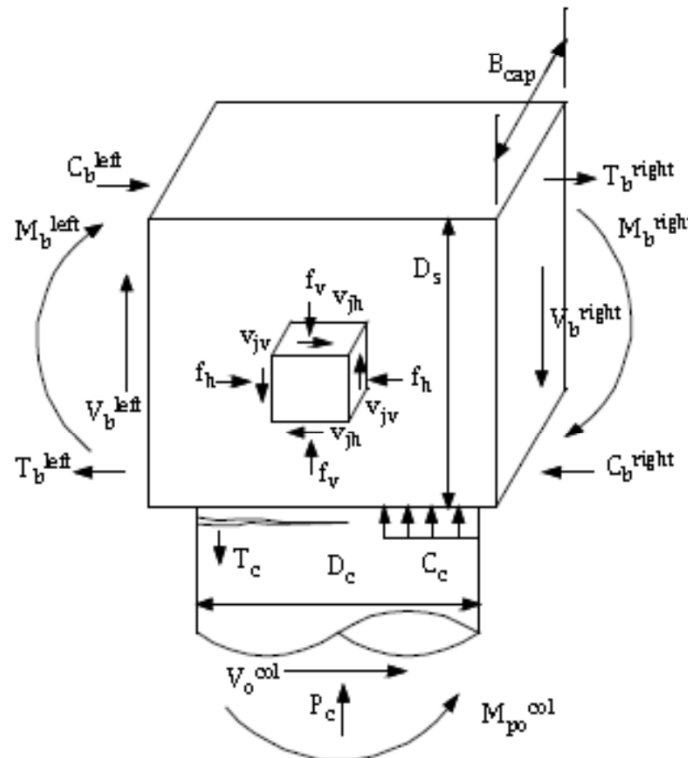 B_cap
C_b^left
T_b^right
M_b^left
M_b^right
D_s
f_v
v_jh
v_jv
V_b^right
f_h
f_h
v_jv
V_b^left
v_jh
T_b^left
C_b^right
f_v
T_c
D_c
C_c
V_o^col
P_c
M_po^col